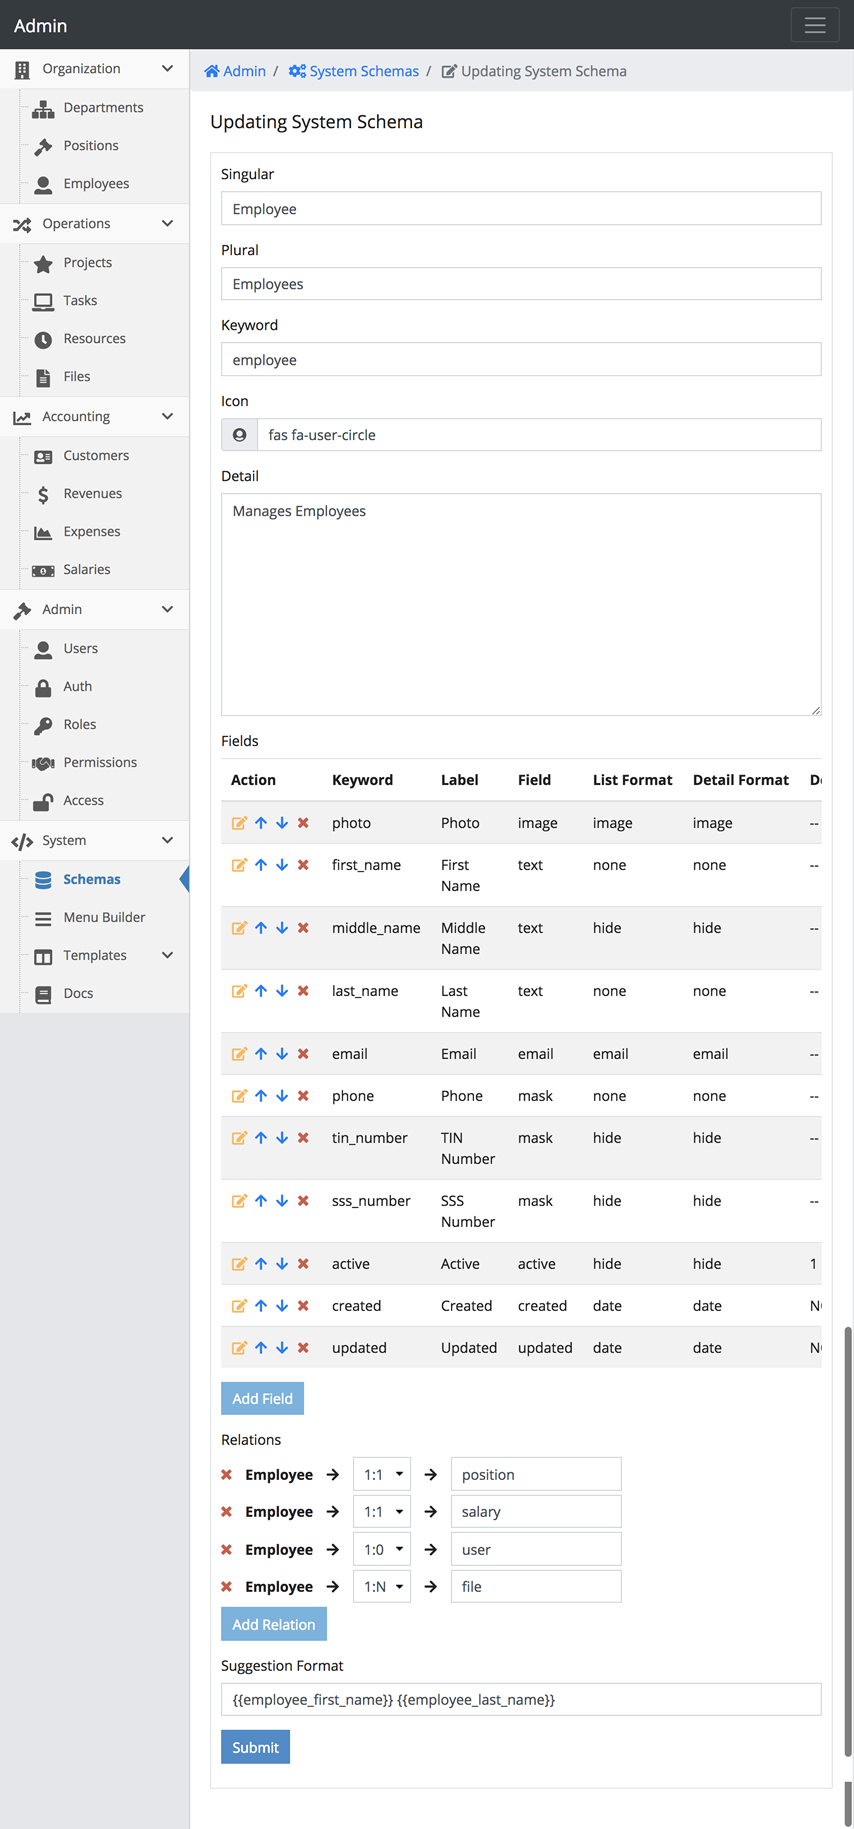 Admin
Organization
Departments
Positions
Employees
Operations
Projects
Tasks
Resources
Files
Accounting
Customers
Revenues
Expenses
Salaries
Admin
Users
Auth
Roles
Permissions
Access
System
Schemas
Menu Builder
Templates
Docs
Admin / System Schemas / Updating System Schema
Updating System Schema
Singular
Employee
Plural
Employees
Keyword
employee
Icon
fas fa-user-circle
Detail
Manages Employees
Fields
Action Keyword Label Field List Format Detail Format
photo Photo image image image --
first_name First Name text none none --
middle_name Middle Name text hide hide --
last_name Last Name text none none --
email Email email email email --
phone Phone mask none none --
tin_number TIN Number mask hide hide --
sss_number SSS Number mask hide hide --
active Active active hide hide 1
created Created created date date
updated Updated updated date date
Add Field
Relations
Employee 1:1 position
Employee 1:1 salary
Employee 1:0 user
Employee 1:N file
Add Relation
Suggestion Format
{{employee_first_name}} {{employee_last_name}}
Submit